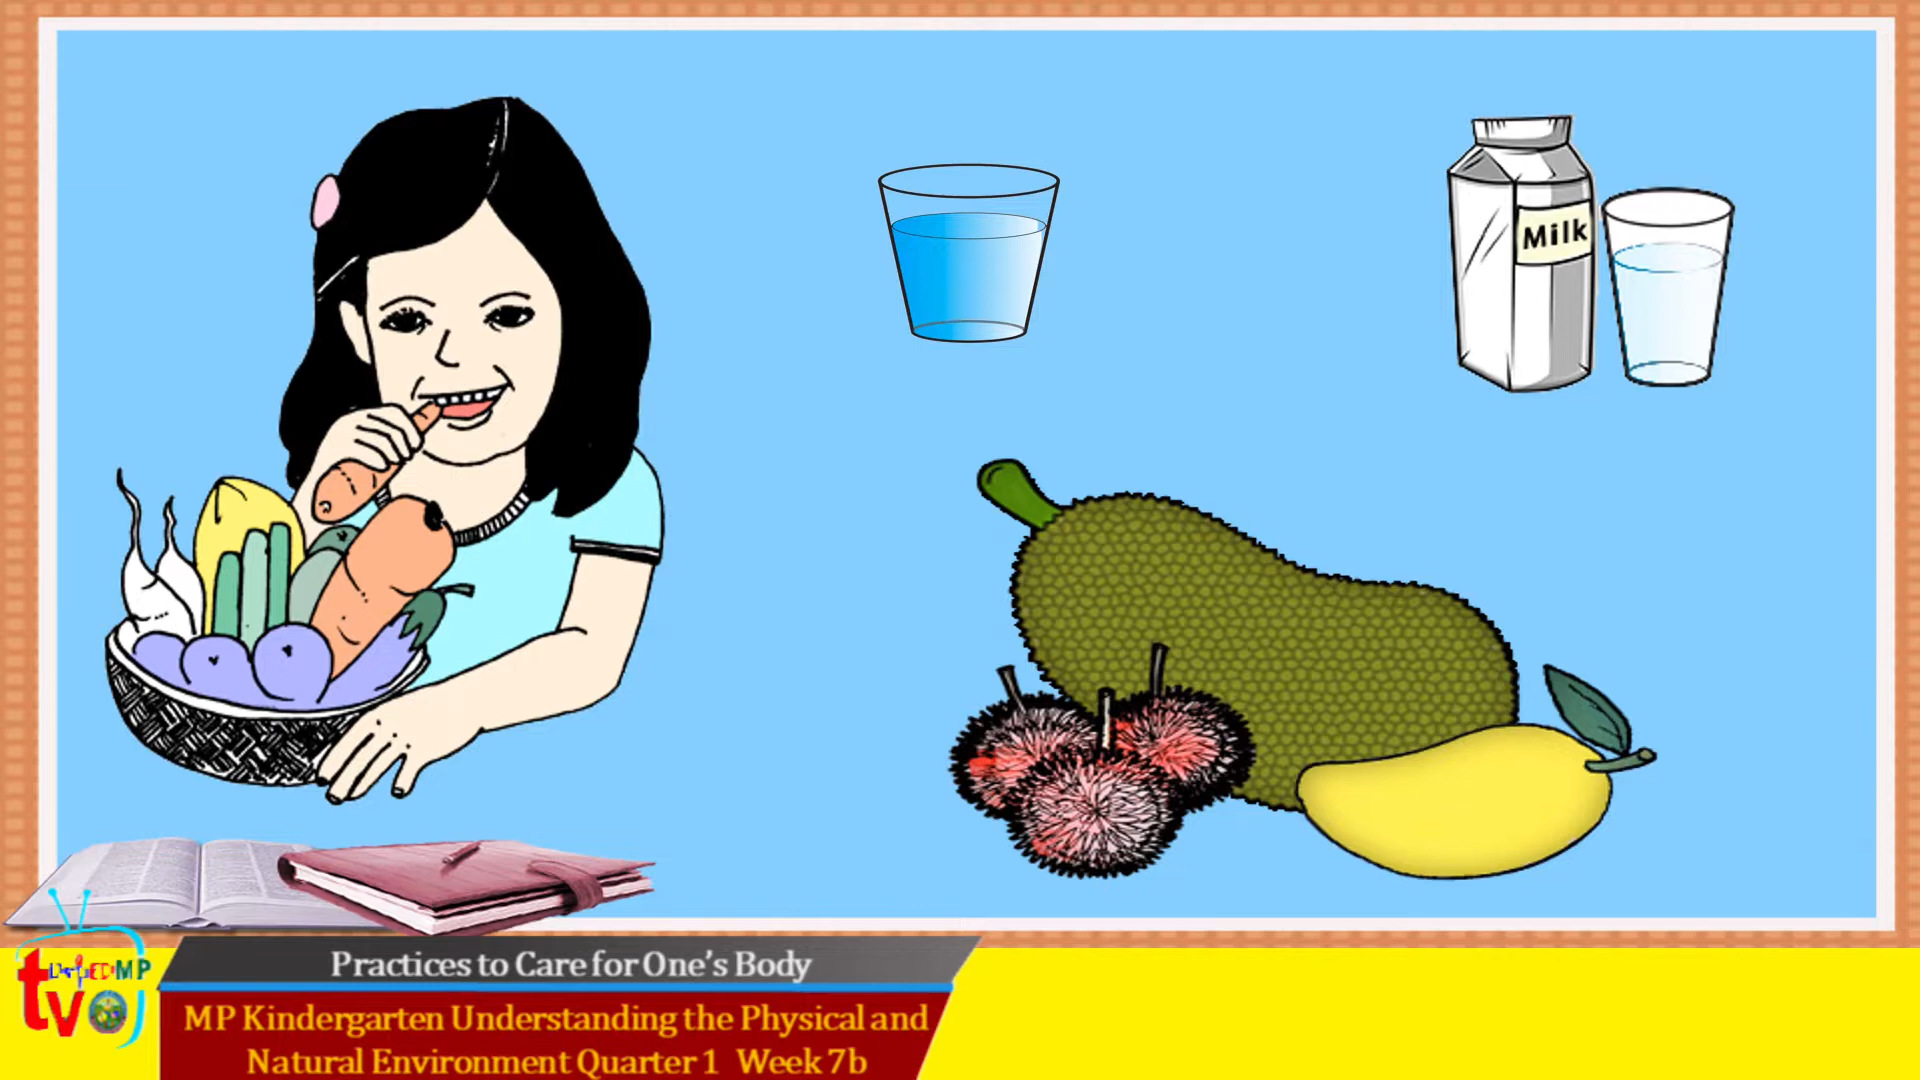 Milk
Practices to Care for One's Body
MP Kindergarten Understanding the Physical and
Natural Environment Quarter 1 Week 7b
tv
MP